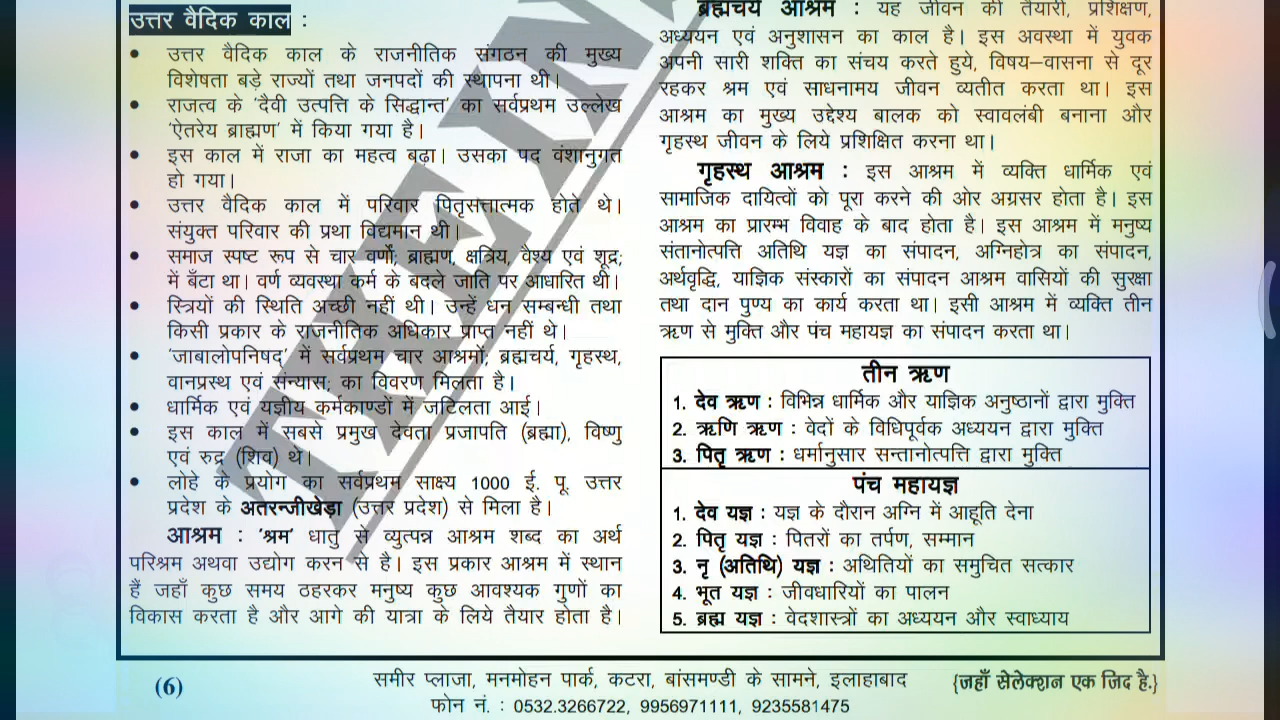 उत्तर वैदिक काल :
• उत्तर वैदिक काल के राजनीतिक संगठन की मुख्य
विशेषता बड़े राज्यों तथा जनपदों की स्थापना थी।
• राजत्व के 'दैवी उत्पत्ति के सिद्धान्त' का सर्वप्रथम उल्लेख
'ऐतरेय ब्राह्मण' में किया गया है।
• इस काल में राजा का महत्व बढ़ा। उसका पद वंशानुगत
हो गया।
• उत्तर वैदिक काल में परिवार पितृसत्तात्मक होते थे।
संयुक्त परिवार की प्रथा विद्यमान थी।
• समाज स्पष्ट रूप से चार वर्णों; ब्राह्मण, क्षत्रिय, वैश्य एवं शूद्र;
में बँटा था। वर्ण व्यवस्था कर्म के बदले जाति पर आधारित थी।
• स्त्रियों की स्थिति अच्छी नहीं थी। उन्हें धन सम्बन्धी तथा
किसी प्रकार के राजनीतिक अधिकार प्राप्त नहीं थे।
• 'जाबालोपनिषद्' में सर्वप्रथम चार आश्रमों; ब्रह्मचर्य, गृहस्थ,
वानप्रस्थ एवं संन्यास; का विवरण मिलता है।
• धार्मिक एवं यज्ञीय कर्मकाण्डों में जटिलता आई।
• इस काल में सबसे प्रमुख देवता प्रजापति (ब्रह्मा), विष्णु
एवं रुद्र (शिव) थे।
• लोहे के प्रयोग का सर्वप्रथम साक्ष्य 1000 ई. पू. उत्तर
प्रदेश के अतरन्जीखेड़ा (उत्तर प्रदेश) से मिला है।
आश्रम : 'श्रम' धातु से व्युत्पन्न आश्रम शब्द का अर्थ
परिश्रम अथवा उद्योग करन से है। इस प्रकार आश्रम में स्थान
हैं जहाँ कुछ समय ठहरकर मनुष्य कुछ आवश्यक गुणों का
विकास करता है और आगे की यात्रा के लिये तैयार होता है।
ब्रह्मचर्य आश्रम : यह जीवन की तैयारी, प्रशिक्षण,
अध्ययन एवं अनुशासन का काल है। इस अवस्था में युवक
अपनी सारी शक्ति का संचय करते हुये, विषय–वासना से दूर
रहकर श्रम एवं साधनामय जीवन व्यतीत करता था। इस
आश्रम का मुख्य उद्देश्य बालक को स्वावलंबी बनाना और
गृहस्थ जीवन के लिये प्रशिक्षित करना था।
गृहस्थ आश्रम : इस आश्रम में व्यक्ति धार्मिक एवं
सामाजिक दायित्वों को पूरा करने की ओर अग्रसर होता है। इस
आश्रम का प्रारम्भ विवाह के बाद होता है। इस आश्रम में मनुष्य
संतानोत्पत्ति अतिथि यज्ञ का संपादन, अग्निहोत्र का संपादन,
अर्थवृद्धि, याज्ञिक संस्कारों का संपादन आश्रम वासियों की सुरक्षा
तथा दान पुण्य का कार्य करता था। इसी आश्रम में व्यक्ति तीन
ऋण से मुक्ति और पंच महायज्ञ का संपादन करता था।
तीन ऋण
1. देव ऋण : विभिन्न धार्मिक और याज्ञिक अनुष्ठानों द्वारा मुक्ति
2. ऋणि ऋण : वेदों के विधिपूर्वक अध्ययन द्वारा मुक्ति
3. पितृ ऋण : धर्मानुसार सन्तानोत्पत्ति द्वारा मुक्ति
पंच महायज्ञ
1. देव यज्ञ : यज्ञ के दौरान अग्नि में आहूति देना
2. पितृ यज्ञ : पितरों का तर्पण, सम्मान
3. नृ (अतिथि) यज्ञ : अथितियों का समुचित सत्कार
4. भूत यज्ञ : जीवधारियों का पालन
5. ब्रह्म यज्ञ : वेदशास्त्रों का अध्ययन और स्वाध्याय
(6)
समीर प्लाजा, मनमोहन पार्क, कटरा, बांसमण्डी के सामने, इलाहाबाद
फोन नं. : 0532.3266722, 9956971111, 9235581475
{जहाँ सेलेक्शन एक जिद है.}